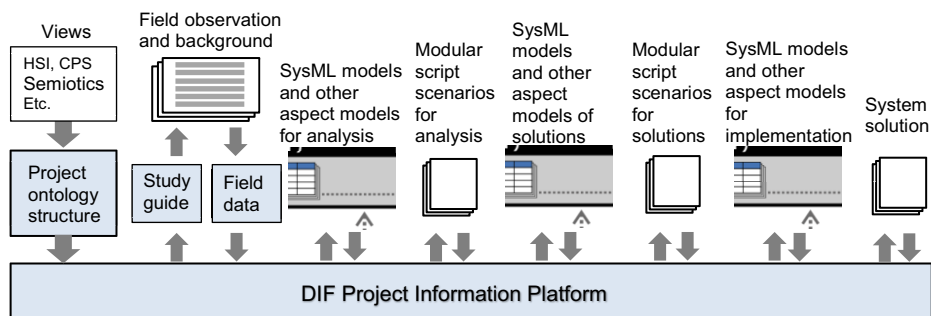 Views
HSI, CPS
Semiotics
Etc.
Project
ontology
structure
Field observation
and background
Study
guide
Field
data
SysML models
and other
aspect models
for analysis
Modular
script
scenarios
for
analysis
SysML
models
and other
aspect
models of
solutions
Modular
script
scenarios
for
solutions
SysML models
and other
aspect models
for
implementation
System
solution
DIF Project Information Platform